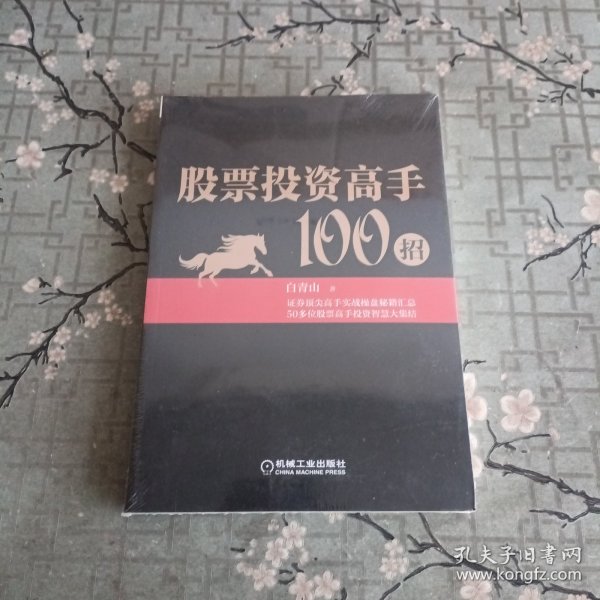 股票投资高手
100招
白青山 著
证券顶尖高手实战操盘秘籍汇总
50多位股票高手投资智慧大集结
机械工业出版社
CHINA MACHINE PRESS
孔夫子旧书网
www.kongfz.com